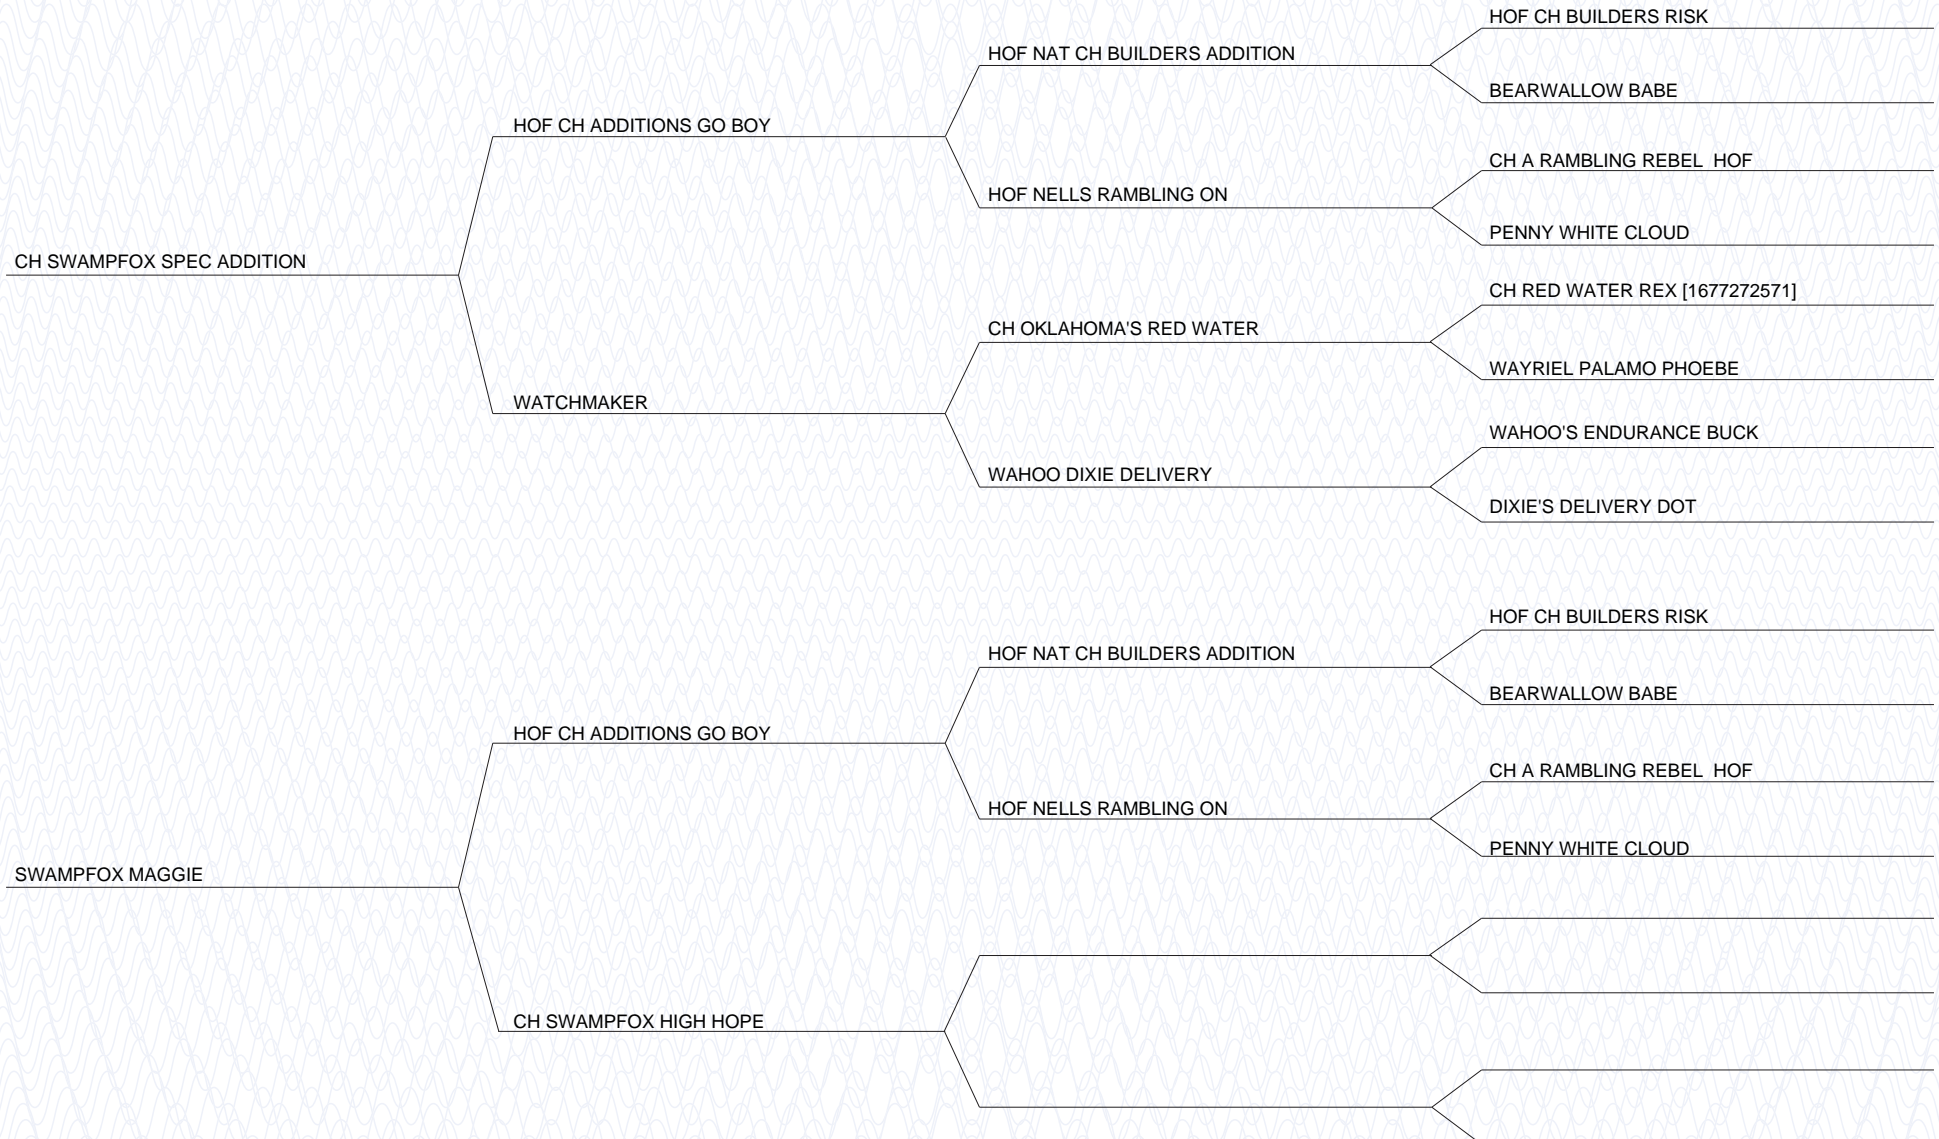 HOF CH BUILDERS RISK
HOF NAT CH BUILDERS ADDITION
BEARWALLOW BABE
HOF CH ADDITIONS GO BOY
CH A RAMBLING REBEL  HOF
HOF NELLS RAMBLING ON
PENNY WHITE CLOUD
CH SWAMPFOX SPEC ADDITION
CH RED WATER REX [1677272571]
CH OKLAHOMA'S RED WATER
WAYRIEL PALAMO PHOEBE
WATCHMAKER
WAHOO'S ENDURANCE BUCK
WAHOO DIXIE DELIVERY
DIXIE'S DELIVERY DOT
HOF CH BUILDERS RISK
HOF NAT CH BUILDERS ADDITION
BEARWALLOW BABE
HOF CH ADDITIONS GO BOY
CH A RAMBLING REBEL  HOF
HOF NELLS RAMBLING ON
PENNY WHITE CLOUD
SWAMPFOX MAGGIE
CH SWAMPFOX HIGH HOPE